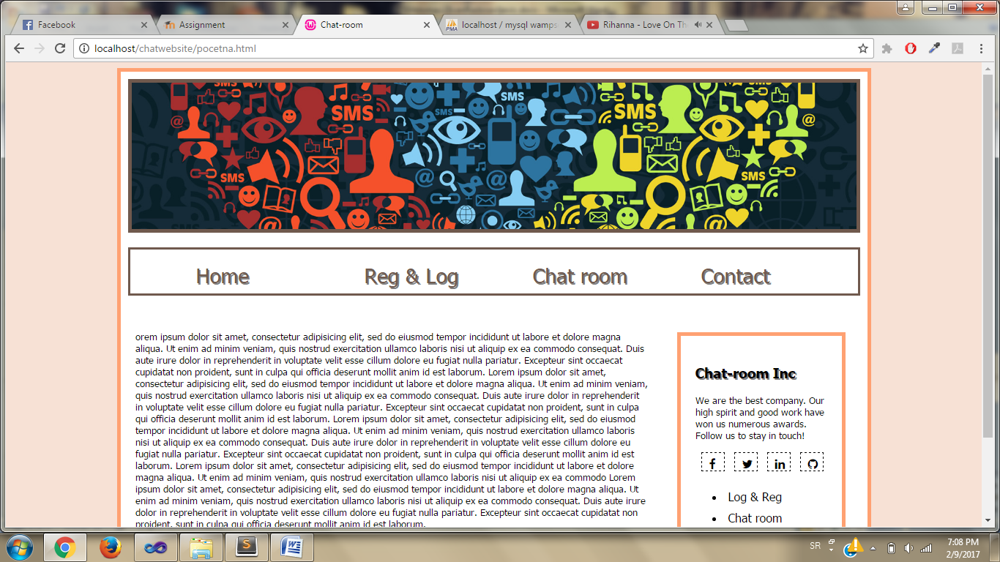 Facebook
Assignment
Chat-room
localhost / mysql wamps
Rihanna - Love On Th
localhost/chatwebsite/pocetna.html
SMS
SMS
SMS
SMS
SMS
SMS
SMS
SMS
Home Reg & Log Chat room Contact
orem ipsum dolor sit amet, consectetur adipisicing elit, sed do eiusmod tempor incididunt ut labore et dolore magna
aliqua. Ut enim ad minim veniam, quis nostrud exercitation ullamco laboris nisi ut aliquip ex ea commodo consequat. Duis
aute irure dolor in reprehenderit in voluptate velit esse cillum dolore eu fugiat nulla pariatur. Excepteur sint occaecat
cupidatat non proident, sunt in culpa qui officia deserunt mollit anim id est laborum. Lorem ipsum dolor sit amet,
consectetur adipisicing elit, sed do eiusmod tempor incididunt ut labore et dolore magna aliqua. Ut enim ad minim veniam,
quis nostrud exercitation ullamco laboris nisi ut aliquip ex ea commodo consequat. Duis aute irure dolor in reprehenderit
in voluptate velit esse cillum dolore eu fugiat nulla pariatur. Excepteur sint occaecat cupidatat non proident, sunt in culpa
qui officia deserunt mollit anim id est laborum. Lorem ipsum dolor sit amet, consectetur adipisicing elit, sed do eiusmod
tempor incididunt ut labore et dolore magna aliqua. Ut enim ad minim veniam, quis nostrud exercitation ullamco laboris
nisi ut aliquip ex ea commodo consequat. Duis aute irure dolor in reprehenderit in voluptate velit esse cillum dolore eu
fugiat nulla pariatur. Excepteur sint occaecat cupidatat non proident, sunt in culpa qui officia deserunt mollit anim id est
laborum. Lorem ipsum dolor sit amet, consectetur adipisicing elit, sed do eiusmod tempor incididunt ut labore et dolore
magna aliqua. Ut enim ad minim veniam, quis nostrud exercitation ullamco laboris nisi ut aliquip ex ea commodo Lorem
ipsum dolor sit amet, consectetur adipisicing elit, sed do eiusmod tempor incididunt ut labore et dolore magna aliqua. Ut
enim ad minim veniam, quis nostrud exercitation ullamco laboris nisi ut aliquip ex ea commodo consequat. Duis aute irure
dolor in reprehenderit in voluptate velit esse cillum dolore eu fugiat nulla pariatur. Excepteur sint occaecat cupidatat non
proident, sunt in culpa qui officia deserunt mollit anim id est laborum.
Chat-room Inc
We are the best company. Our
high spirit and good work have
won us numerous awards.
Follow us to stay in touch!
Log & Reg
Chat room
SR
7:08 PM
2/9/2017